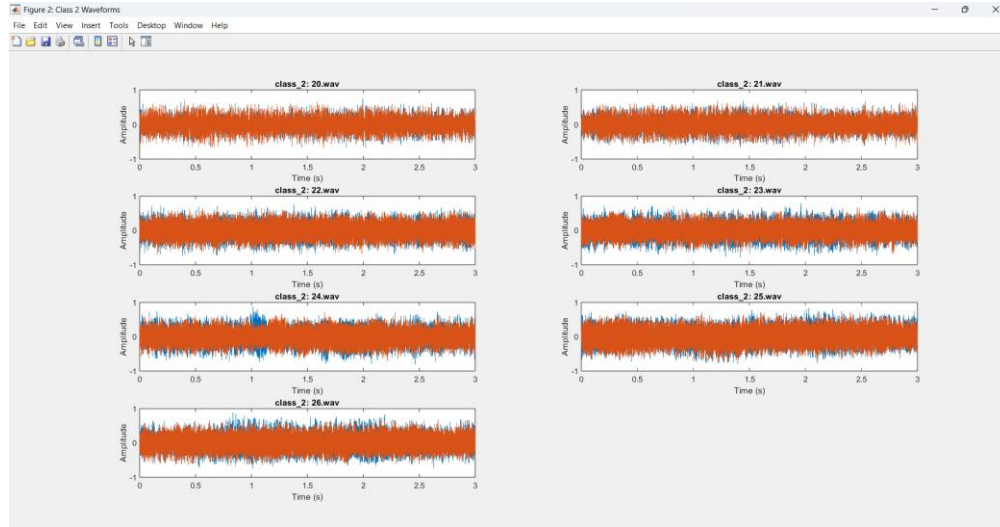 Figure 2: Class 2 Waveforms
File Edit View Insert Tools Desktop Window Help
class_2: 20.wav
1
0
-1
Amplitude
0 0.5 1 1.5 2 2.5 3
Time (s)
class_2: 21.wav
1
0
-1
Amplitude
0 0.5 1 1.5 2 2.5 3
Time (s)
class_2: 22.wav
1
0
-1
Amplitude
0 0.5 1 1.5 2 2.5 3
Time (s)
class_2: 23.wav
1
0
-1
Amplitude
0 0.5 1 1.5 2 2.5 3
Time (s)
class_2: 24.wav
1
0
-1
Amplitude
0 0.5 1 1.5 2 2.5 3
Time (s)
class_2: 25.wav
1
0
-1
Amplitude
0 0.5 1 1.5 2 2.5 3
Time (s)
class_2: 26.wav
1
0
-1
Amplitude
0 0.5 1 1.5 2 2.5 3
Time (s)